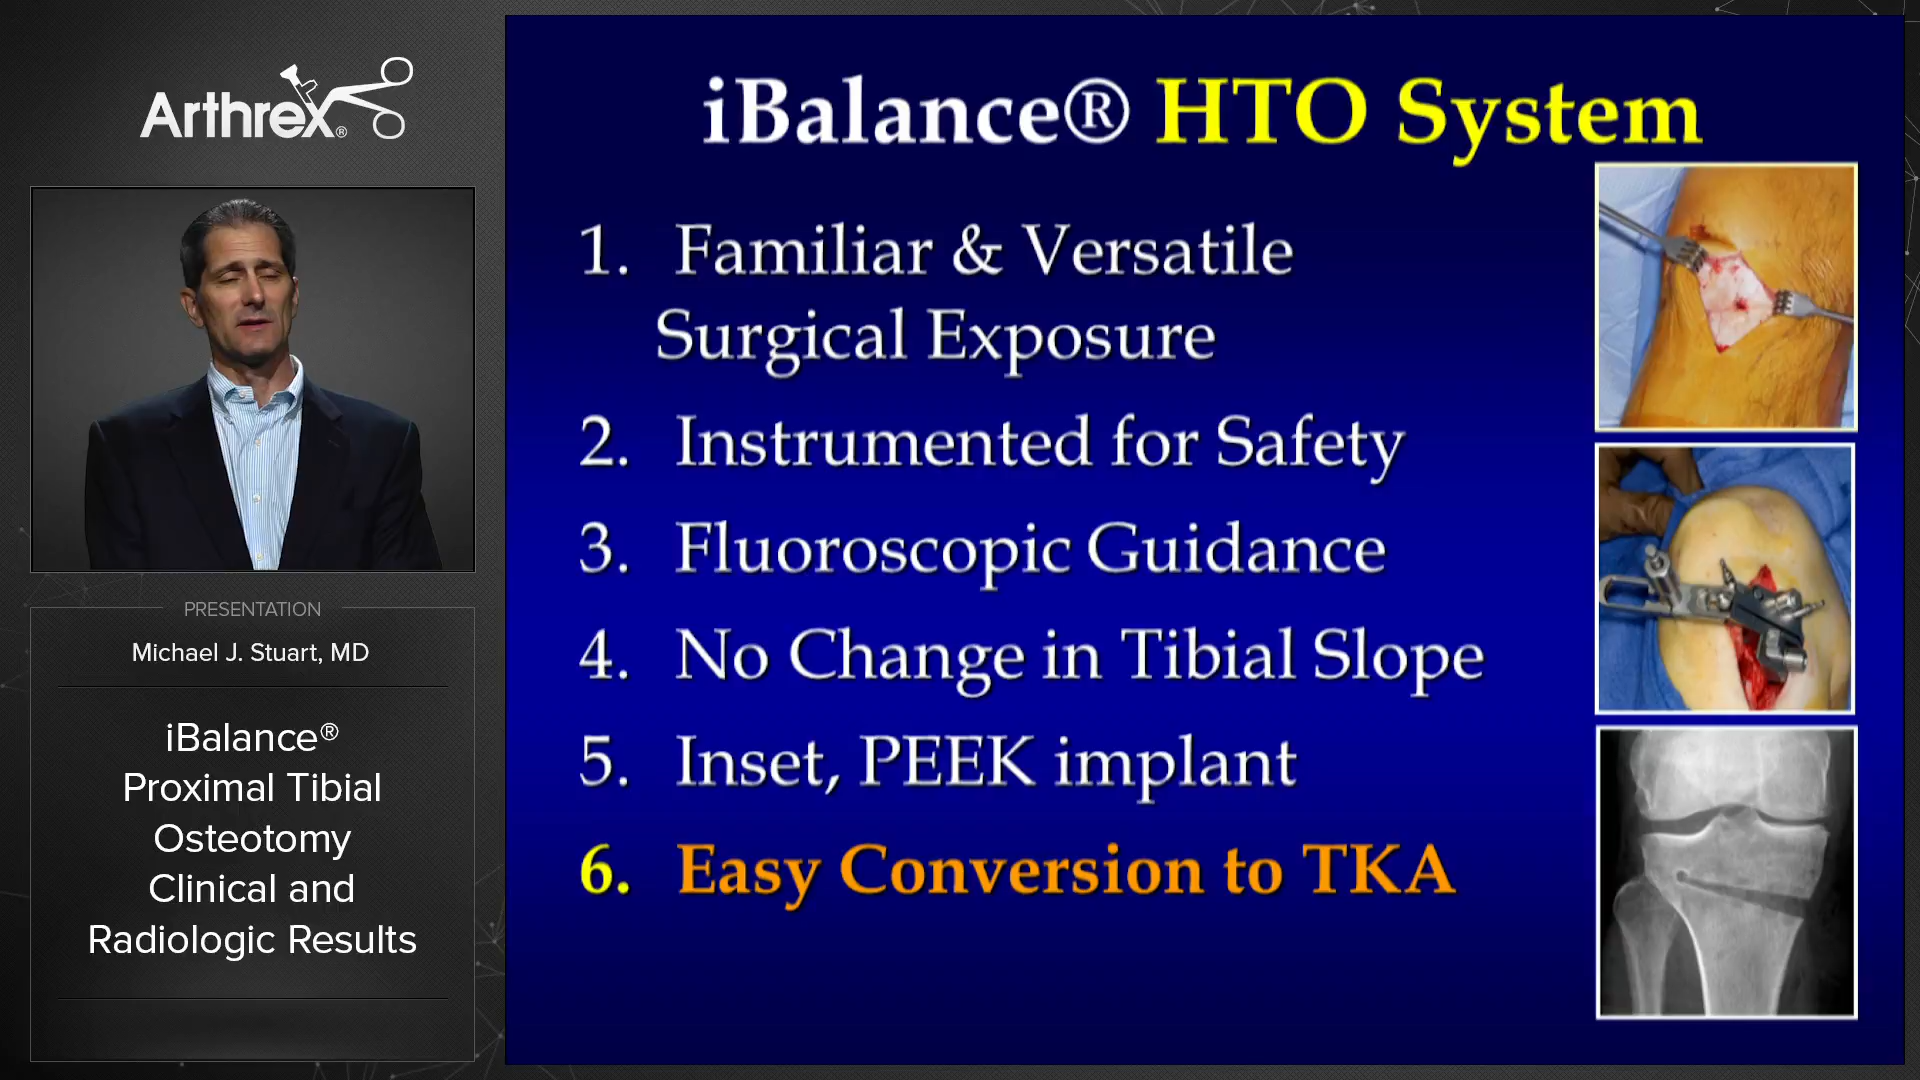 Arthrex®
PRESENTATION
Michael J. Stuart, MD
iBalance®
Proximal Tibial
Osteotomy
Clinical and
Radiologic Results
iBalance® HTO System
1. Familiar & Versatile
Surgical Exposure
2. Instrumented for Safety
3. Fluoroscopic Guidance
4. No Change in Tibial Slope
5. Inset, PEEK implant
6. Easy Conversion to TKA